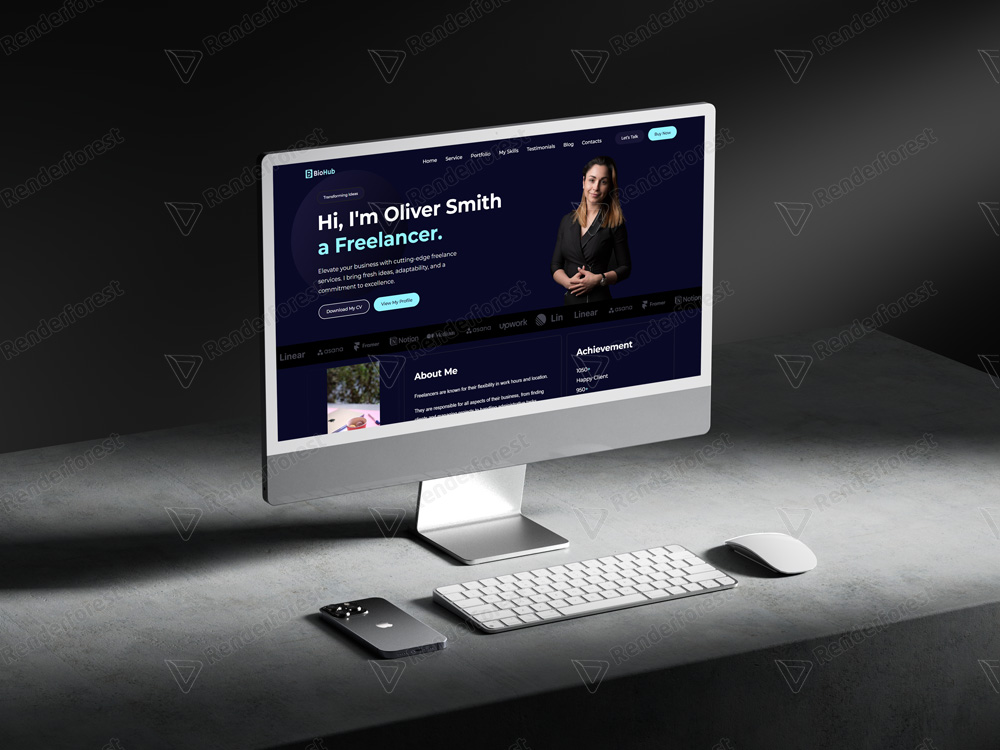 BioHub
Home Service Portfolio My Skills Testimonials Blog Contacts
Let's Talk
Buy Now
Transforming Ideas
Hi, I'm Oliver Smith
a Freelancer.
Elevate your business with cutting-edge freelance
services. I bring fresh ideas, adaptability, and a
commitment to excellence.
Download My CV
View My Profile
Linear asana Framer Notion asana upwork Lin Linear asana Framer Notion
About Me
Freelancers are known for their flexibility in work hours and location.
They are responsible for all aspects of their business, from finding
Achievement
1050+
Happy Client
950+
Renderforest